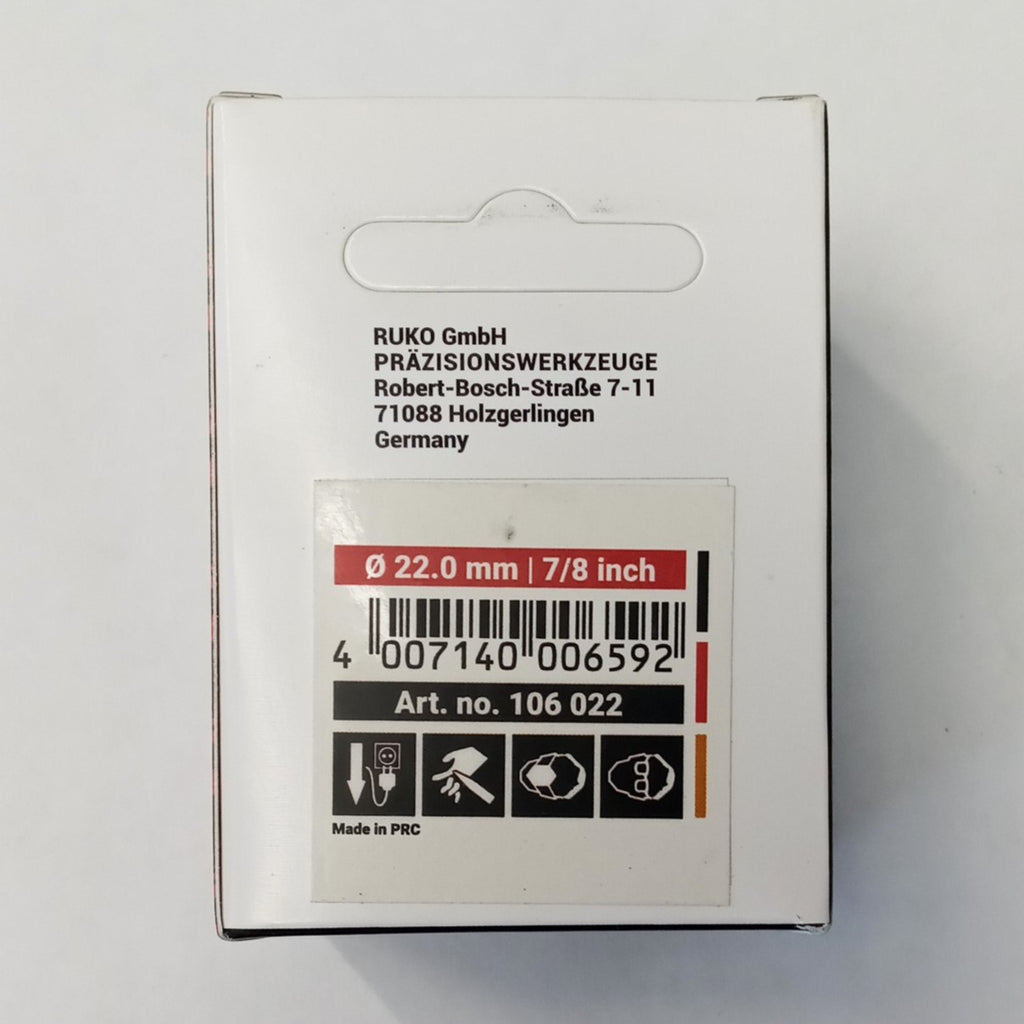 RUKO GmbH
PRÄZISIONSWERKZEUGE
Robert-Bosch-Straße 7-11
71088 Holzgerlingen
Germany
Ø 22.0 mm | 7/8 inch
4 007140 006592
Art. no. 106 022
Made in PRC